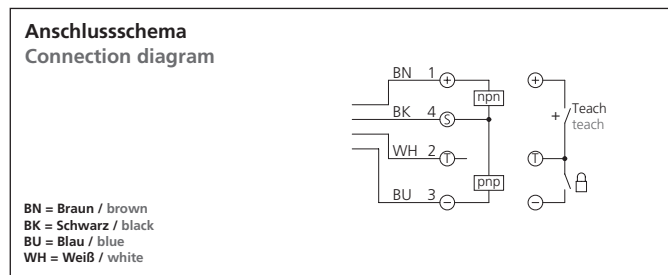 Anschlussschema
Connection diagram
BN 1 +
npn
BK 4 S
WH 2 T
pnp
BU 3 −
+
+ Teach
teach
T
−
BN = Braun / brown
BK = Schwarz / black
BU = Blau / blue
WH = Weiß / white